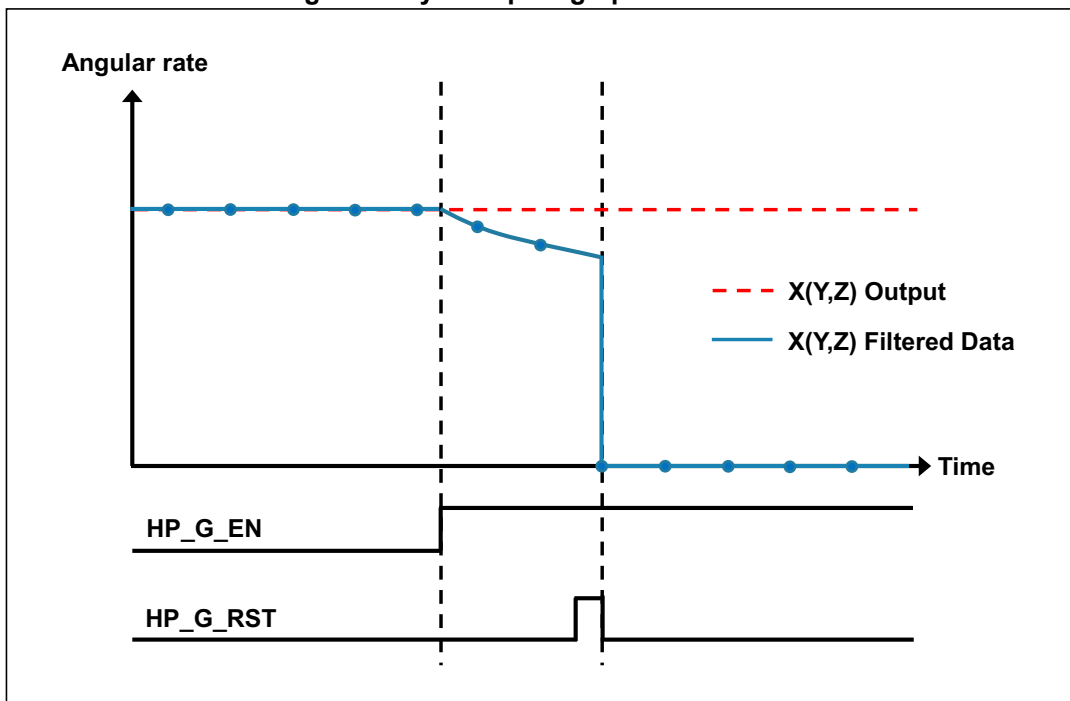 Angular rate
X(Y,Z) Output
X(Y,Z) Filtered Data
Time
HP_G_EN
HP_G_RST